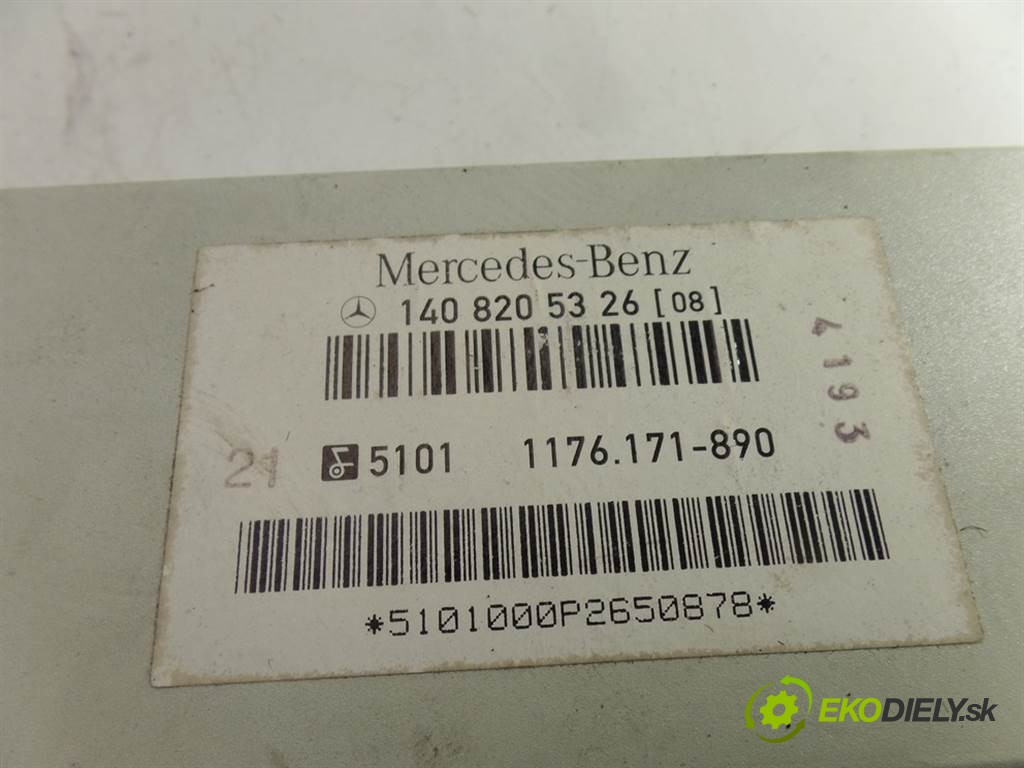 Mercedes-Benz
140 820 53 26 [08]
4193
21
5101 1176.171-890
*5101000P2650878*
EKODIELY.sk